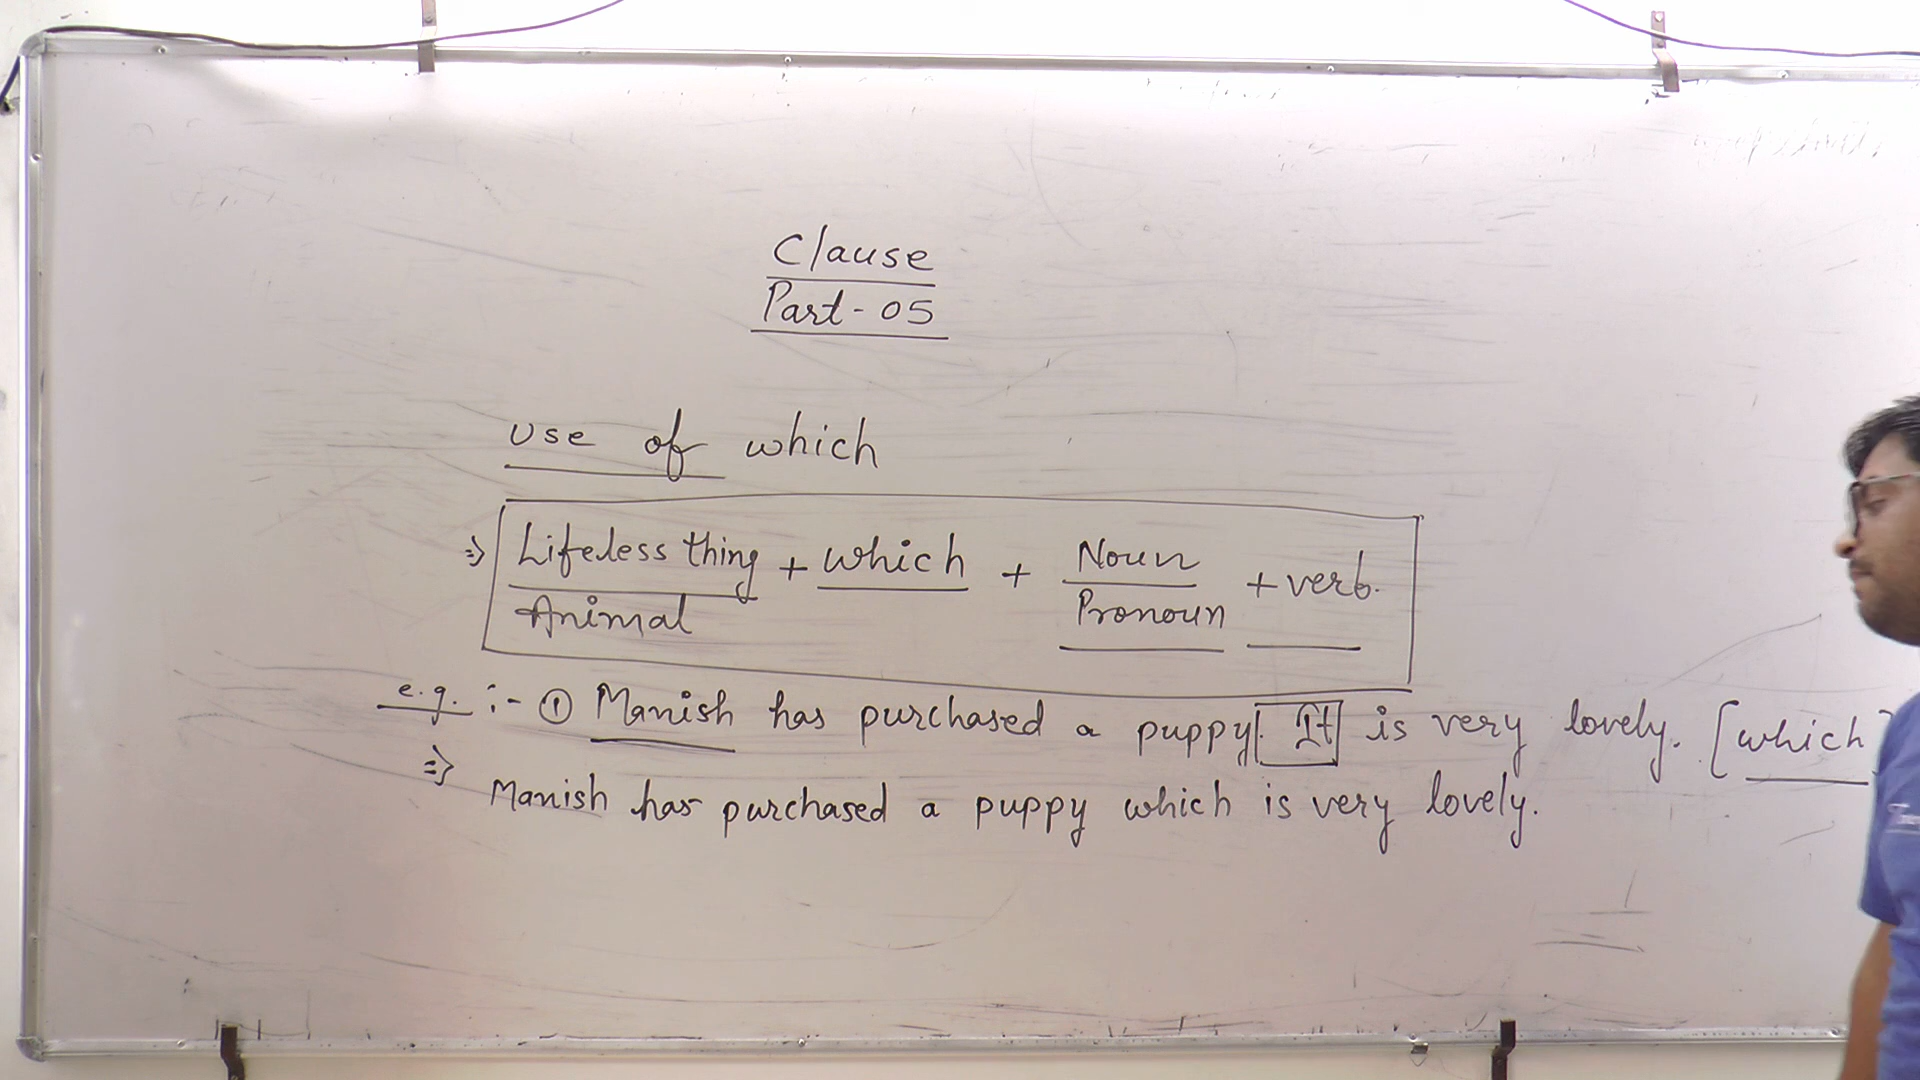 Clause
Part-05
use of which
=> Lifeless thing + which + Noun + verb.
Animal Pronoun
e.g. :- ① Manish has purchased a puppy. It is very lovely. [which]
=> Manish has purchased a puppy which is very lovely.